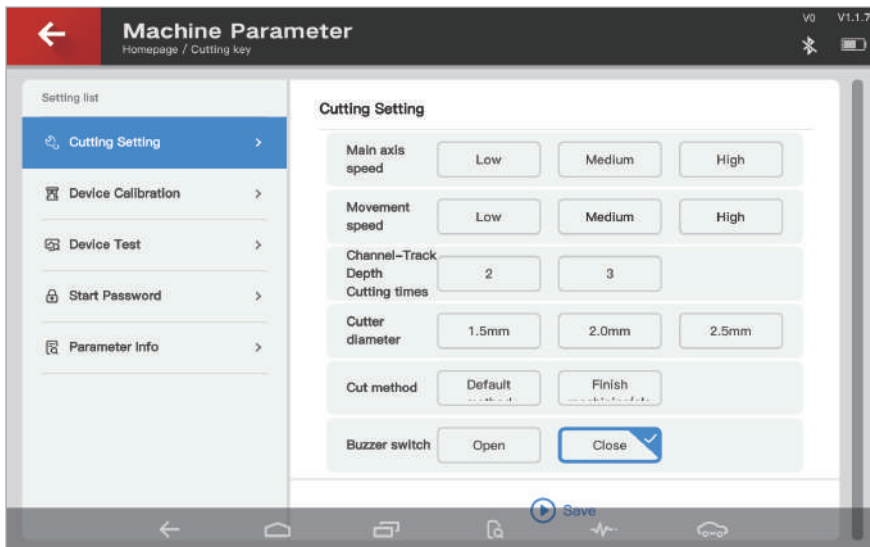 Machine Parameter
Homepage / Cutting key
V0 V1.1.7
Setting list
Cutting Setting
Device Calibration
Device Test
Start Password
Parameter Info
Cutting Setting
Main axis
speed
Low Medium High
Movement
speed
Low Medium High
Channel-Track
Depth
Cutting times
2 3
Cutter
diameter
1.5mm 2.0mm 2.5mm
Cut method
Default
Finish
Buzzer switch
Open Close
Save